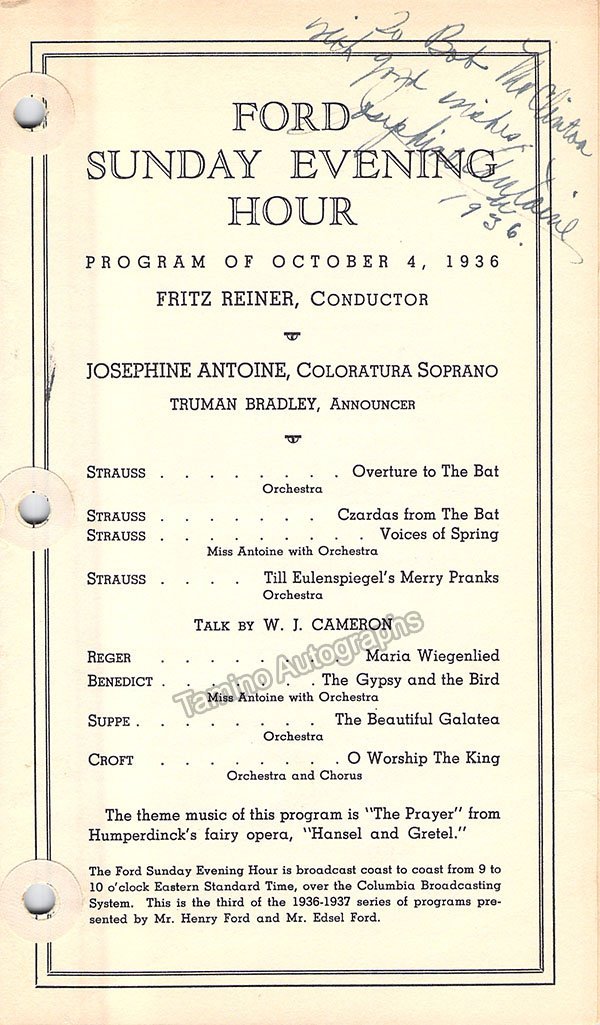 To Bob McClinton
with good wishes,
Josephine Antoine
1936.
FORD
SUNDAY EVENING
HOUR
PROGRAM OF OCTOBER 4, 1936
FRITZ REINER, CONDUCTOR
JOSEPHINE ANTOINE, COLORATURA SOPRANO
TRUMAN BRADLEY, ANNOUNCER
STRAUSS . . . . . . . . Overture to The Bat
Orchestra
STRAUSS . . . . . . . . Czardas from The Bat
STRAUSS . . . . . . . . . Voices of Spring
Miss Antoine with Orchestra
STRAUSS . . . . Till Eulenspiegel's Merry Pranks
Orchestra
TALK BY W. J. CAMERON
REGER . . . . . . . . Maria Wiegenlied
BENEDICT . . . . . . . The Gypsy and the Bird
Miss Antoine with Orchestra
SUPPE . . . . . . . . The Beautiful Galatea
Orchestra
CROFT . . . . . . . O Worship The King
Orchestra and Chorus
The theme music of this program is "The Prayer" from
Humperdinck's fairy opera, "Hansel and Gretel."
The Ford Sunday Evening Hour is broadcast coast to coast from 9 to
10 o'clock Eastern Standard Time, over the Columbia Broadcasting
System. This is the third of the 1936-1937 series of programs pre-
sented by Mr. Henry Ford and Mr. Edsel Ford.
Tamino Autographs